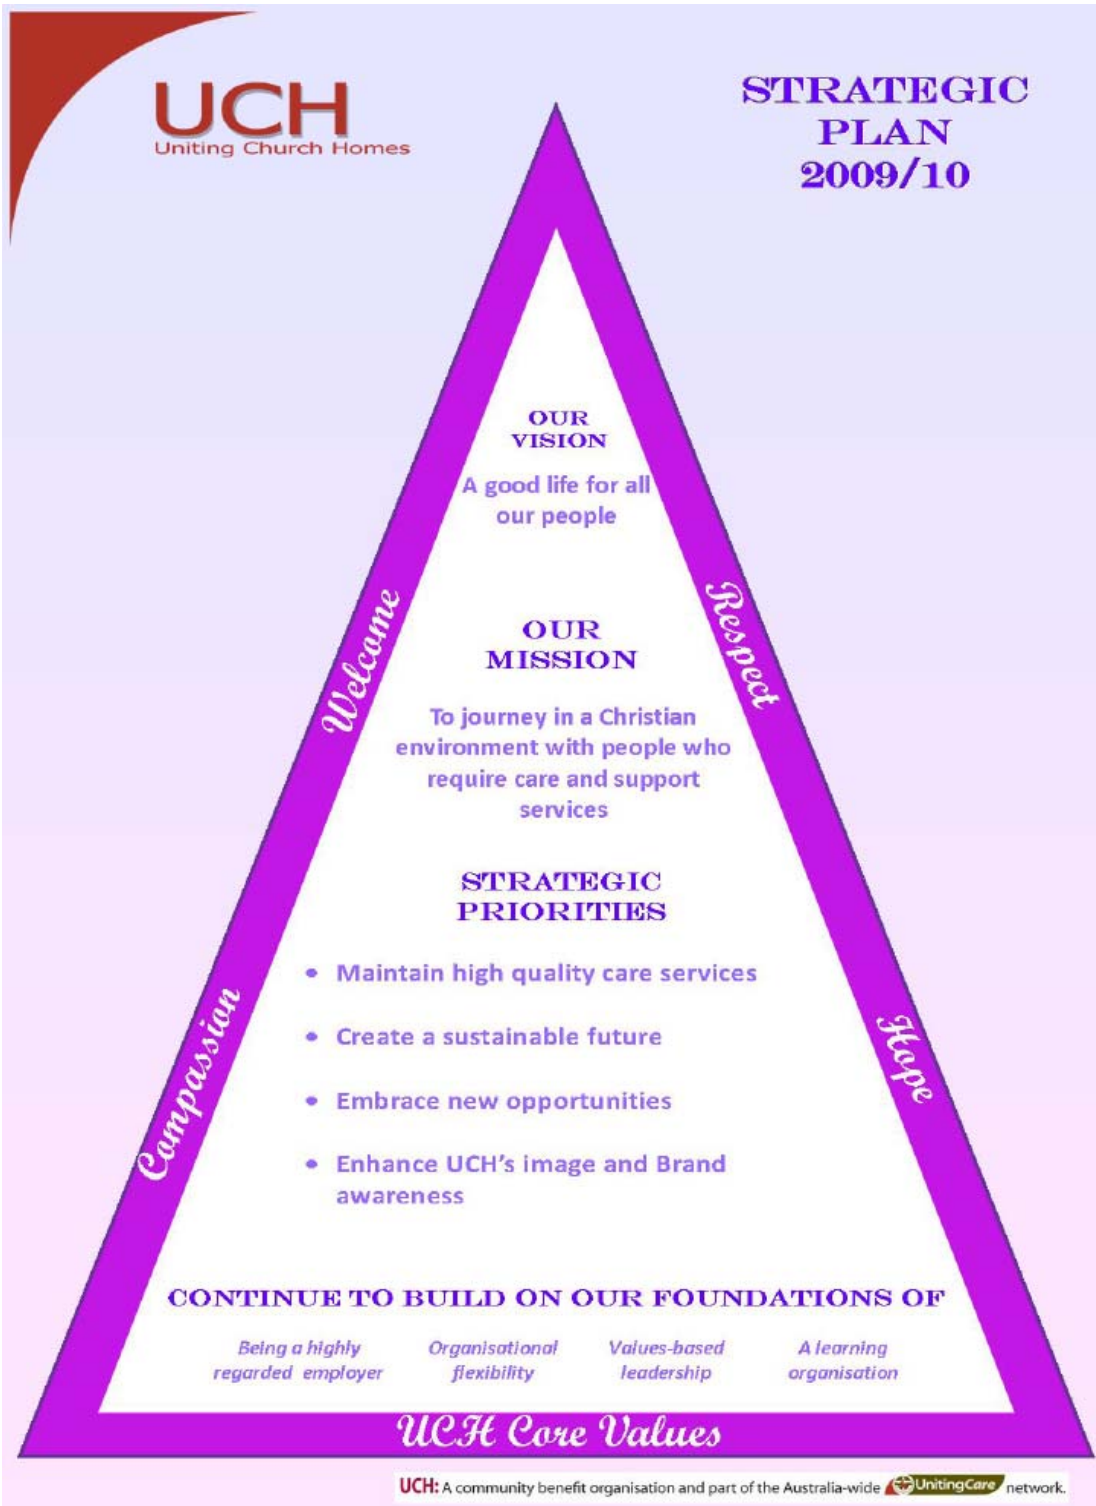 UCH
Uniting Church Homes
STRATEGIC
PLAN
2009/10
OUR
VISION
A good life for all
our people
Welcome
Respect
OUR
MISSION
To journey in a Christian
environment with people who
require care and support
services
STRATEGIC
PRIORITIES
• Maintain high quality care services
• Create a sustainable future
• Embrace new opportunities
• Enhance UCH's image and Brand
awareness
Compassion
Hope
CONTINUE TO BUILD ON OUR FOUNDATIONS OF
Being a highly
regarded employer
Organisational
flexibility
Values-based
leadership
A learning
organisation
UCH Core Values
UCH: A community benefit organisation and part of the Australia-wide UnitingCare network.